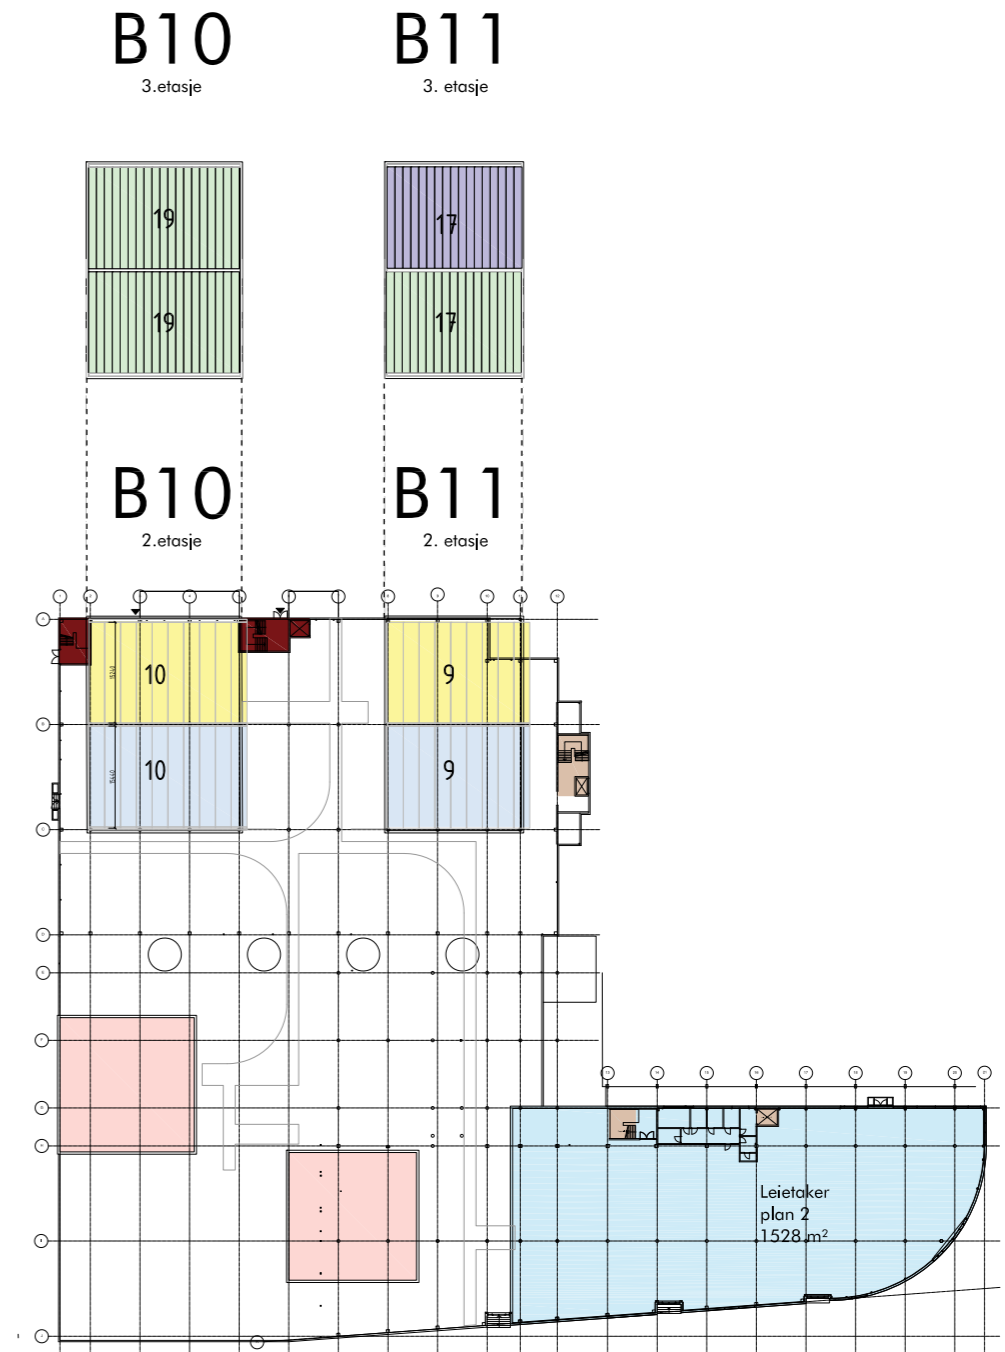 B10
B11
3.etasje
3. etasje
19
17
19
17
B10
B11
2.etasje
2. etasje
10
9
10
9
Leietaker
plan 2
1528 m²